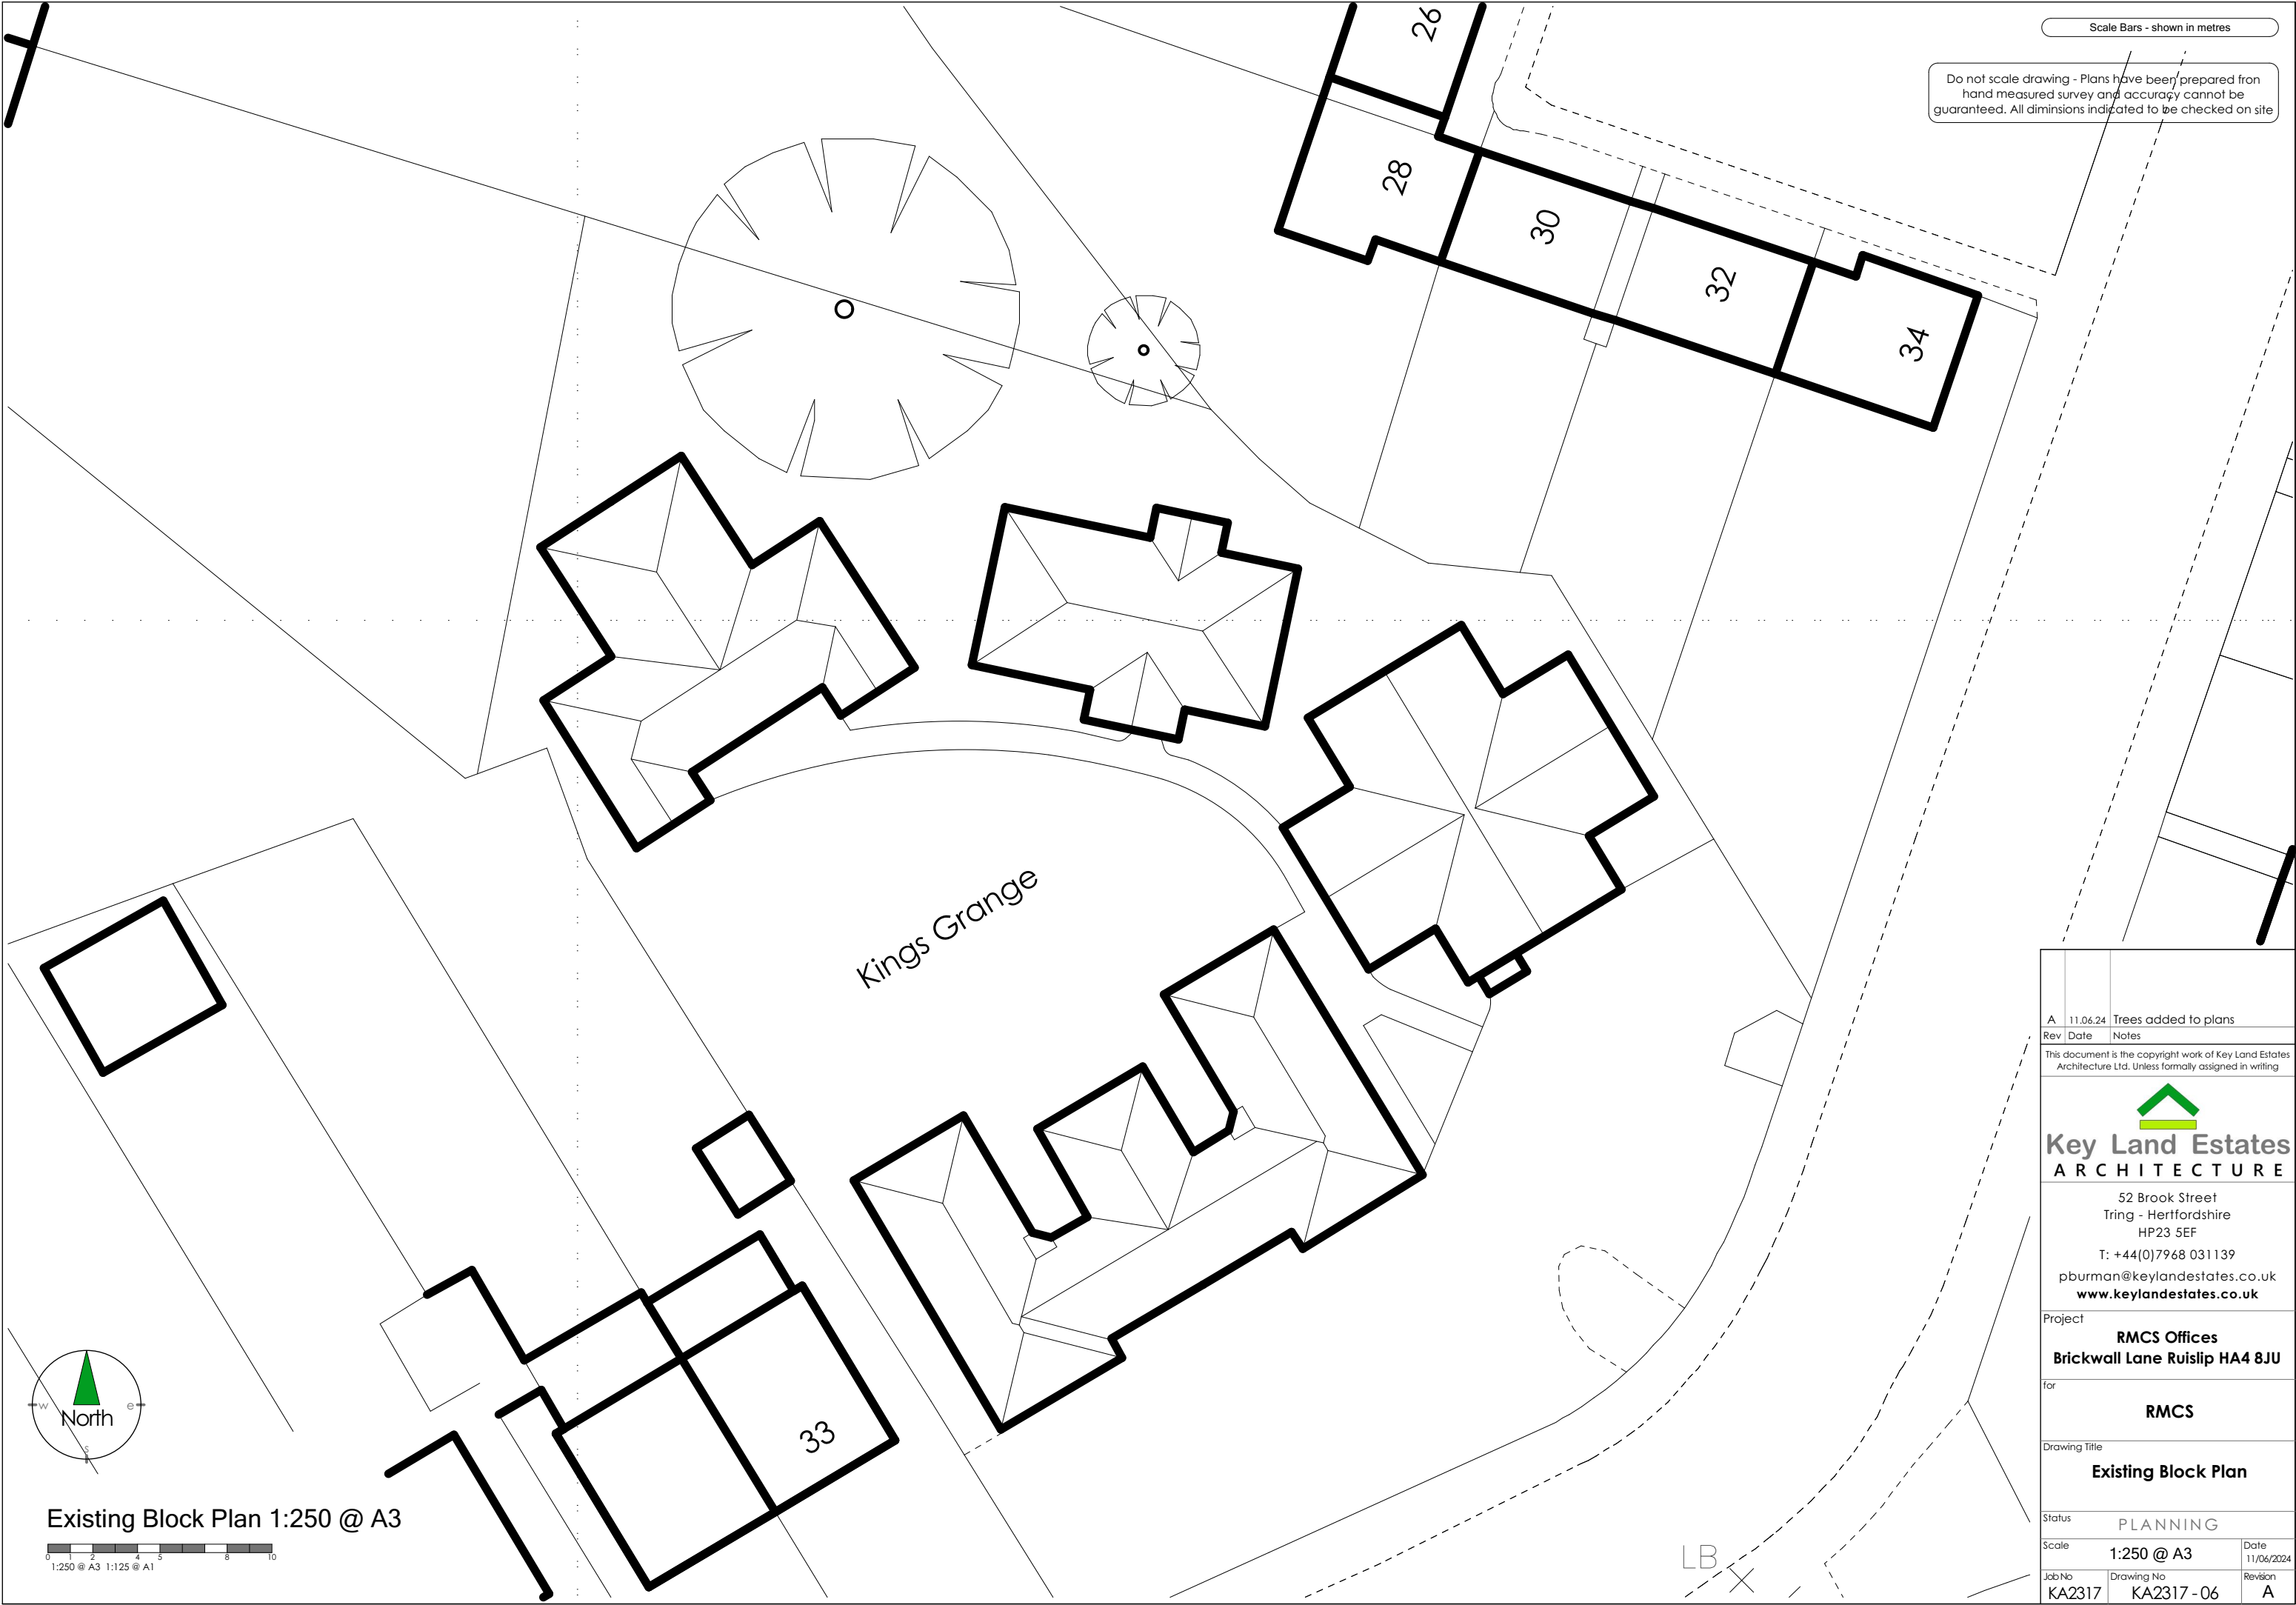 Scale Bars - shown in metres
Do not scale drawing - Plans have been prepared fron
hand measured survey and accuracy cannot be
guaranteed. All diminsions indicated to be checked on site
26
28
30
32
34
Kings Grange
33
North
w
e
s
Existing Block Plan 1:250 @ A3
0 1 2 4 5 8 10
1:250 @ A3 1:125 @ A1
LB
A 11.06.24 Trees added to plans
Rev Date Notes
This document is the copyright work of Key Land Estates
Architecture Ltd. Unless formally assigned in writing
Key Land Estates
ARCHITECTURE
52 Brook Street
Tring - Hertfordshire
HP23 5EF
T: +44(0)7968 031139
pburman@keylandestates.co.uk
www.keylandestates.co.uk
Project
RMCS Offices
Brickwall Lane Ruislip HA4 8JU
for
RMCS
Drawing Title
Existing Block Plan
Status
PLANNING
Scale
1:250 @ A3
Date
11/06/2024
Job No
KA2317
Drawing No
KA2317 - 06
Revision
A